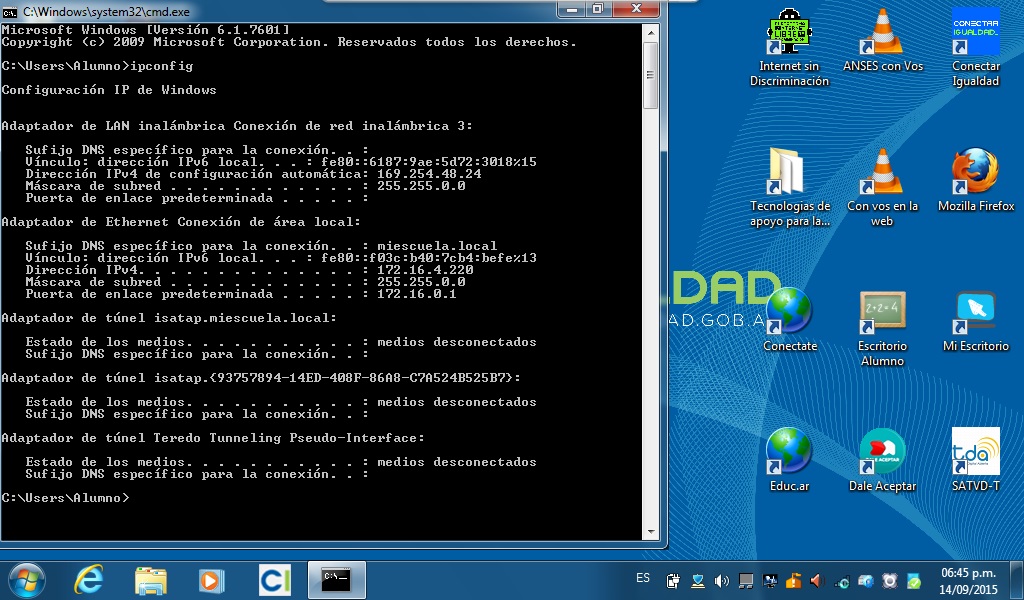 C:\Windows\system32\cmd.exe
Microsoft Windows [Versión 6.1.7601]
Copyright (c) 2009 Microsoft Corporation. Reservados todos los derechos.
C:\Users\Alumno>ipconfig
Configuración IP de Windows
Adaptador de LAN inalámbrica Conexión de red inalámbrica 3:
Sufijo DNS específico para la conexión. . :
Vínculo: dirección IPv6 local. . . : fe80::6187:9ae:5d72:3018%15
Dirección IPv4 de configuración automática: 169.254.48.24
Máscara de subred . . . . . . . . . . . . : 255.255.0.0
Puerta de enlace predeterminada . . . . . :
Adaptador de Ethernet Conexión de área local:
Sufijo DNS específico para la conexión. . : miescuela.local
Vínculo: dirección IPv6 local. . . : fe80::f03c:b40:7cb4:befe%13
Dirección IPv4. . . . . . . . . . . . . . : 172.16.4.220
Máscara de subred . . . . . . . . . . . . : 255.255.0.0
Puerta de enlace predeterminada . . . . . : 172.16.0.1
Adaptador de túnel isatap.miescuela.local:
Estado de los medios. . . . . . . . . . . : medios desconectados
Sufijo DNS específico para la conexión. . :
Adaptador de túnel isatap.{93757894-14ED-408F-86A8-C7A524B525B7}:
Estado de los medios. . . . . . . . . . . : medios desconectados
Sufijo DNS específico para la conexión. . :
Adaptador de túnel Teredo Tunneling Pseudo-Interface:
Estado de los medios. . . . . . . . . . . : medios desconectados
Sufijo DNS específico para la conexión. . :
C:\Users\Alumno>
Internet sin Discriminación
ANSES con Vos
CONECTAR
IGUALDAD
Conectar Igualdad
Tecnologías de apoyo para la...
Con vos en la web
Mozilla Firefox
LDAD
AD.GOB.A
Conectate
2+2=4
Escritorio Alumno
Mi Escritorio
Educ.ar
ACEPTAR
Dale Aceptar
tda
SATVD-T
CI
C:\_
ES
06:45 p.m.
14/09/2015